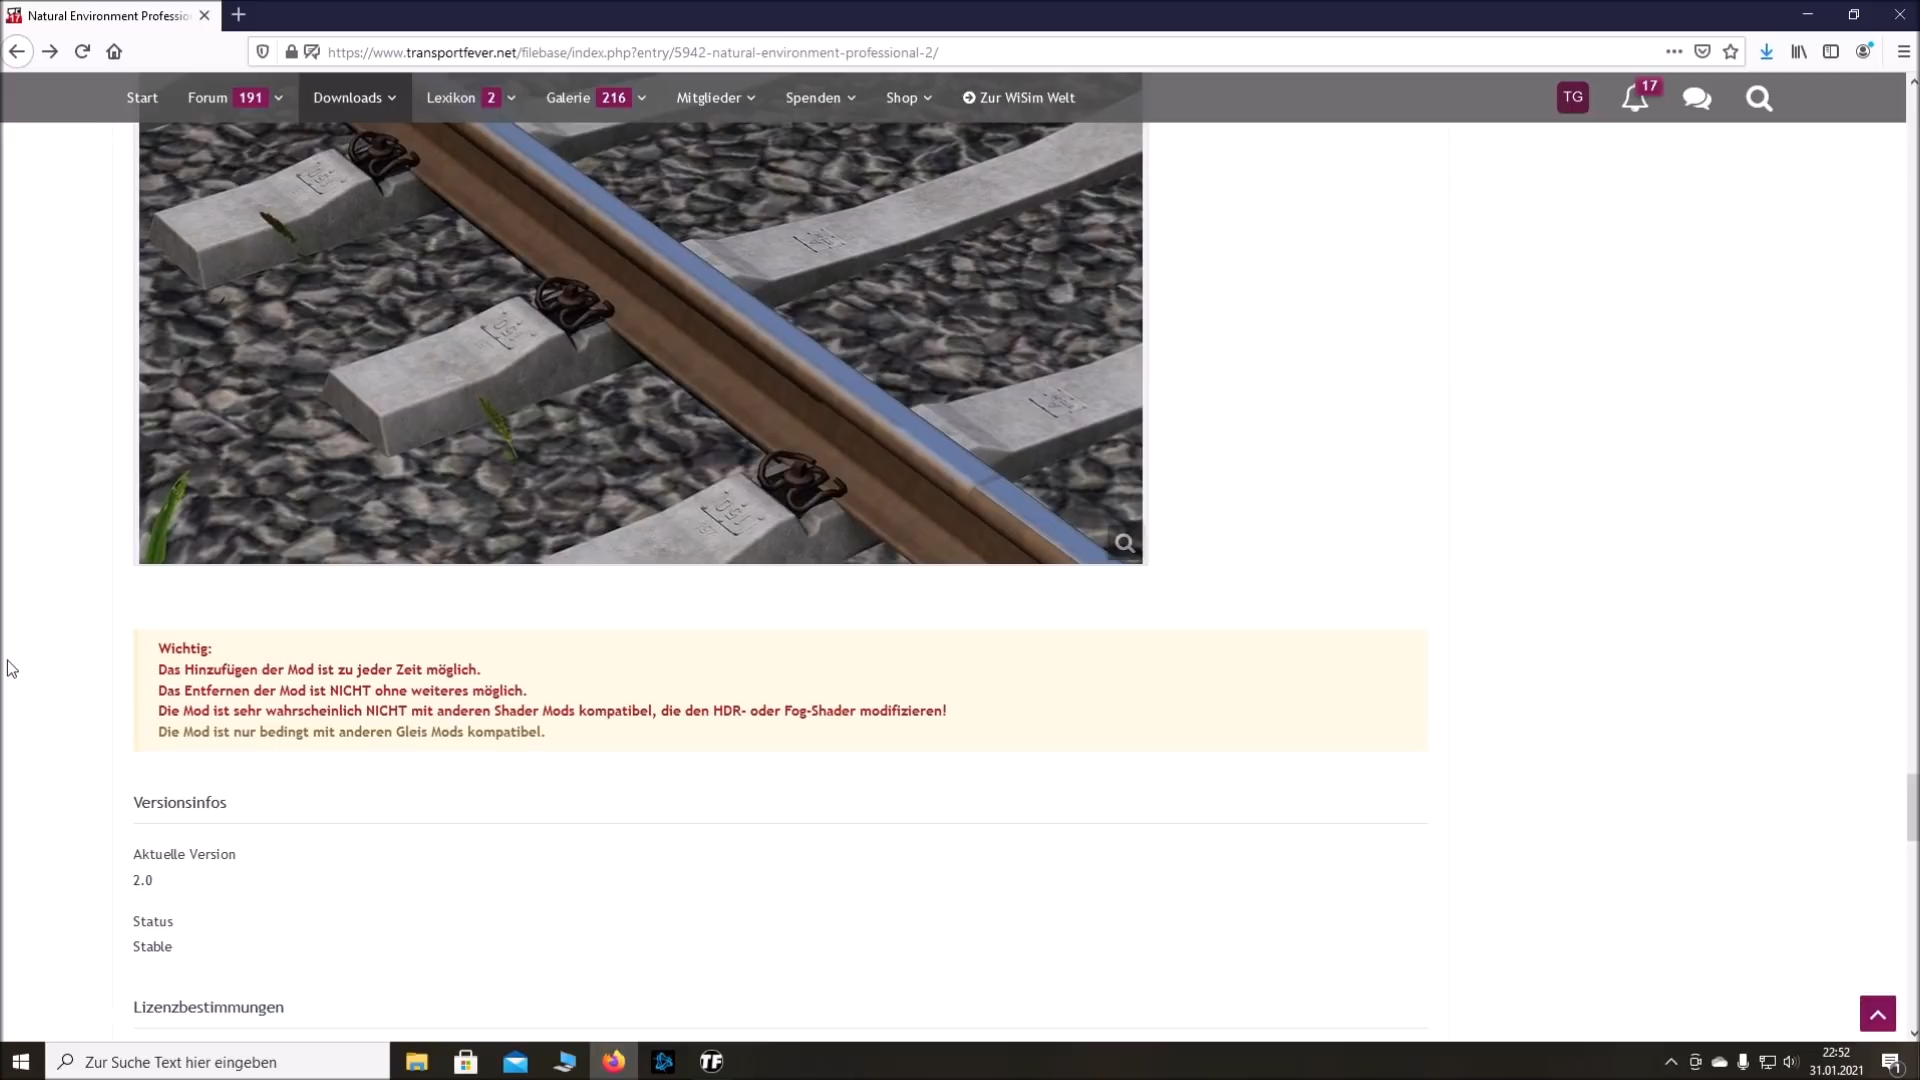 Natural Environment Professio
https://www.transportfever.net/filebase/index.php?entry/5942-natural-environment-professional-2/
Start Forum 191 Downloads Lexikon 2 Galerie 216 Mitglieder Spenden Shop Zur WiSim Welt TG 17
Wichtig:
Das Hinzufügen der Mod ist zu jeder Zeit möglich.
Das Entfernen der Mod ist NICHT ohne weiteres möglich.
Die Mod ist sehr wahrscheinlich NICHT mit anderen Shader Mods kompatibel, die den HDR- oder Fog-Shader modifizieren!
Die Mod ist nur bedingt mit anderen Gleis Mods kompatibel.
Versionsinfos
Aktuelle Version
2.0
Status
Stable
Lizenzbestimmungen
Zur Suche Text hier eingeben
TF
22:52
31.01.2021
1